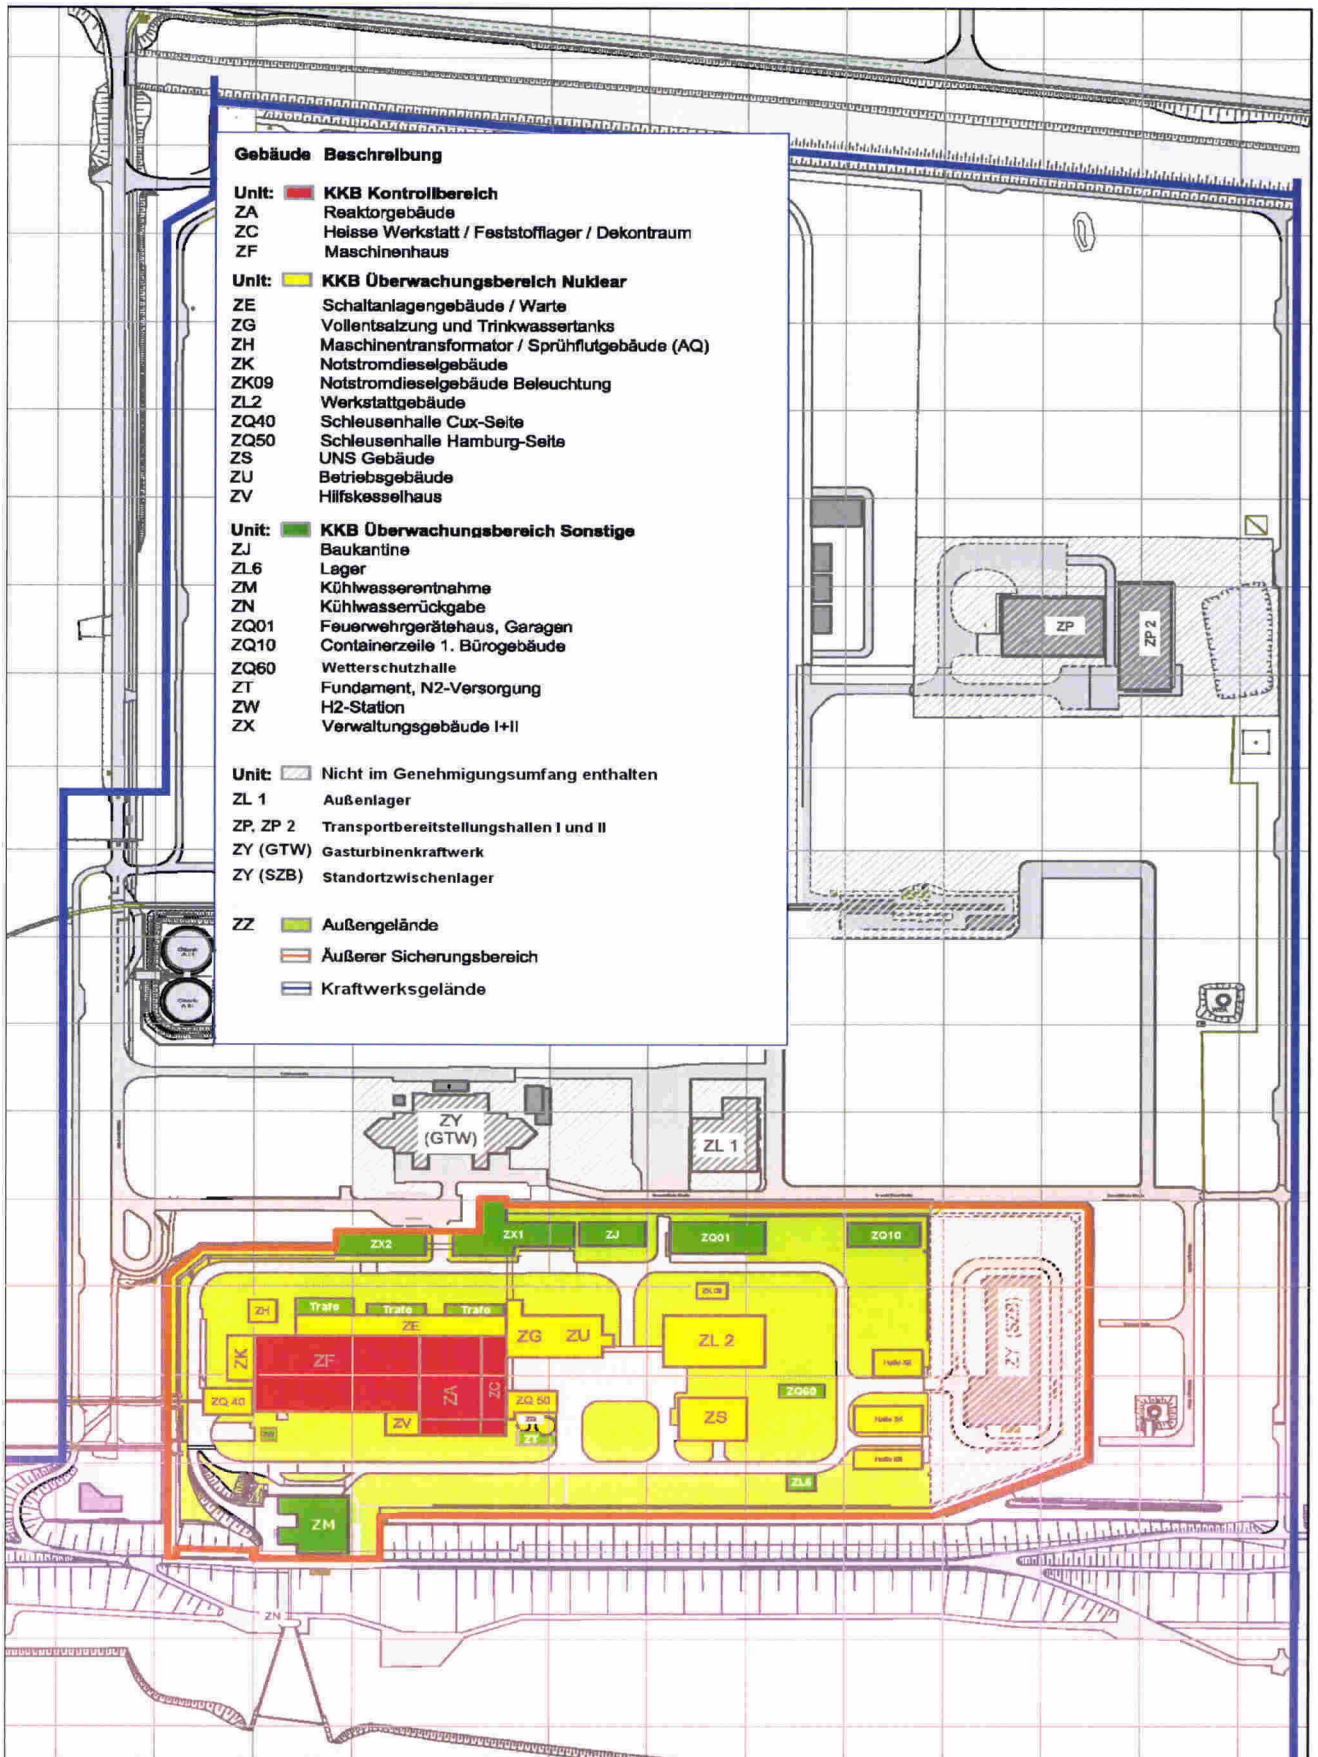 Gebäude Beschreibung
Unit: KKB Kontrollbereich
ZA Reaktorgebäude
ZC Heisse Werkstatt / Feststofflager / Dekontraum
ZF Maschinenhaus
Unit: KKB Überwachungsbereich Nuklear
ZE Schaltanlagengebäude / Warte
ZG Vollentsalzung und Trinkwassertanks
ZH Maschinentransformator / Sprühflutgebäude (AQ)
ZK Notstromdieselgebäude
ZK09 Notstromdieselgebäude Beleuchtung
ZL2 Werkstattgebäude
ZQ40 Schleusenhalle Cux-Seite
ZQ50 Schleusenhalle Hamburg-Seite
ZS UNS Gebäude
ZU Betriebsgebäude
ZV Hilfskesselhaus
Unit: KKB Überwachungsbereich Sonstige
ZJ Baukantine
ZL6 Lager
ZM Kühlwasserentnahme
ZN Kühlwasserrückgabe
ZQ01 Feuerwehrgerätehaus, Garagen
ZQ10 Containerzeile 1. Bürogebäude
ZQ60 Wetterschutzhalle
ZT Fundament, N2-Versorgung
ZW H2-Station
ZX Verwaltungsgebäude I+II
Unit: Nicht im Genehmigungsumfang enthalten
ZL 1 Außenlager
ZP, ZP 2 Transportbereitstellungshallen I und II
ZY (GTW) Gasturbinenkraftwerk
ZY (SZB) Standortzwischenlager
ZZ Außengelände
Äußerer Sicherungsbereich
Kraftwerksgelände
ZP
ZP 2
ZY
(GTW)
ZL 1
ZX2
ZX1
ZJ
ZQ01
ZQ10
ZH
Trafo
Trafo
Trafo
ZE
ZG
ZU
ZL 2
ZY (SZB)
ZK
ZF
ZA
ZC
ZQ 40
ZV
ZQ 50
ZT
ZS
ZQ60
ZL6
ZM
ZN